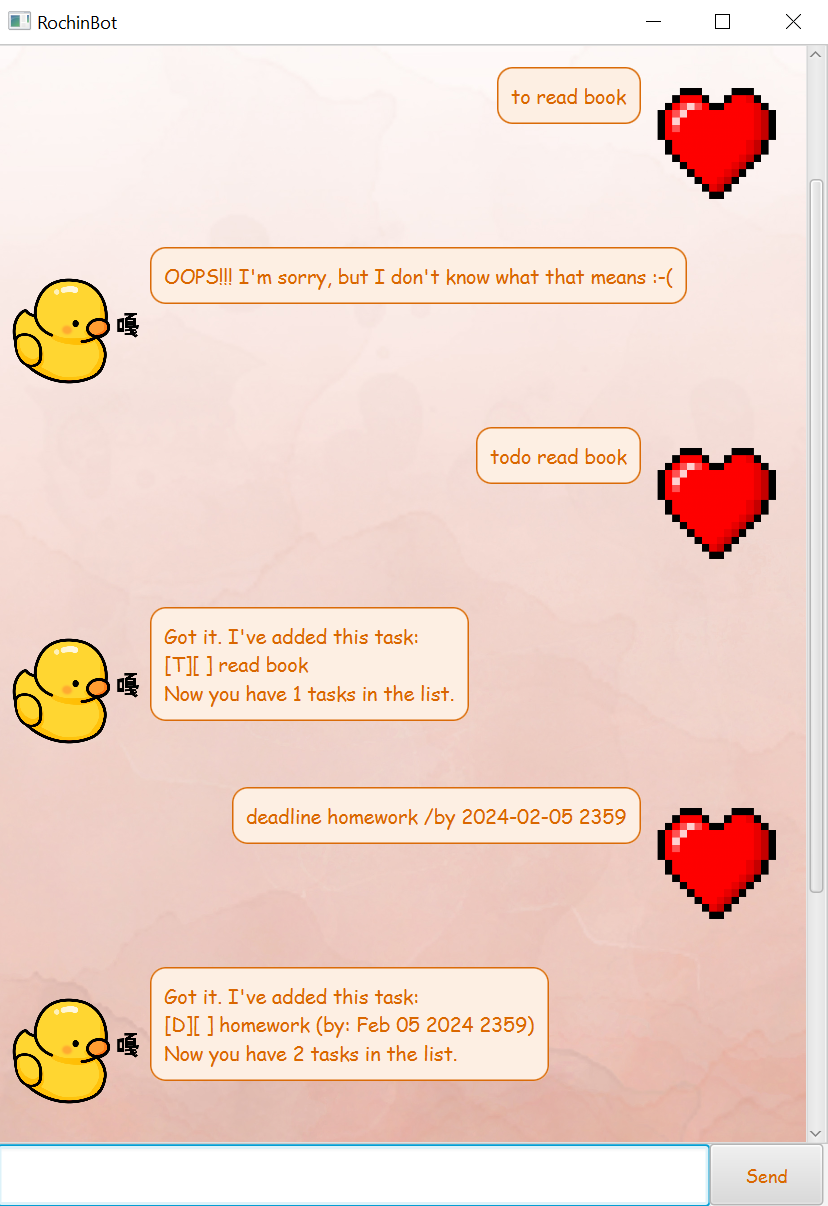 RochinBot
to read book
OOPS!!! I'm sorry, but I don't know what that means :-(
嘎
todo read book
Got it. I've added this task:
[T][ ] read book
Now you have 1 tasks in the list.
嘎
deadline homework /by 2024-02-05 2359
Got it. I've added this task:
[D][ ] homework (by: Feb 05 2024 2359)
Now you have 2 tasks in the list.
嘎
Send